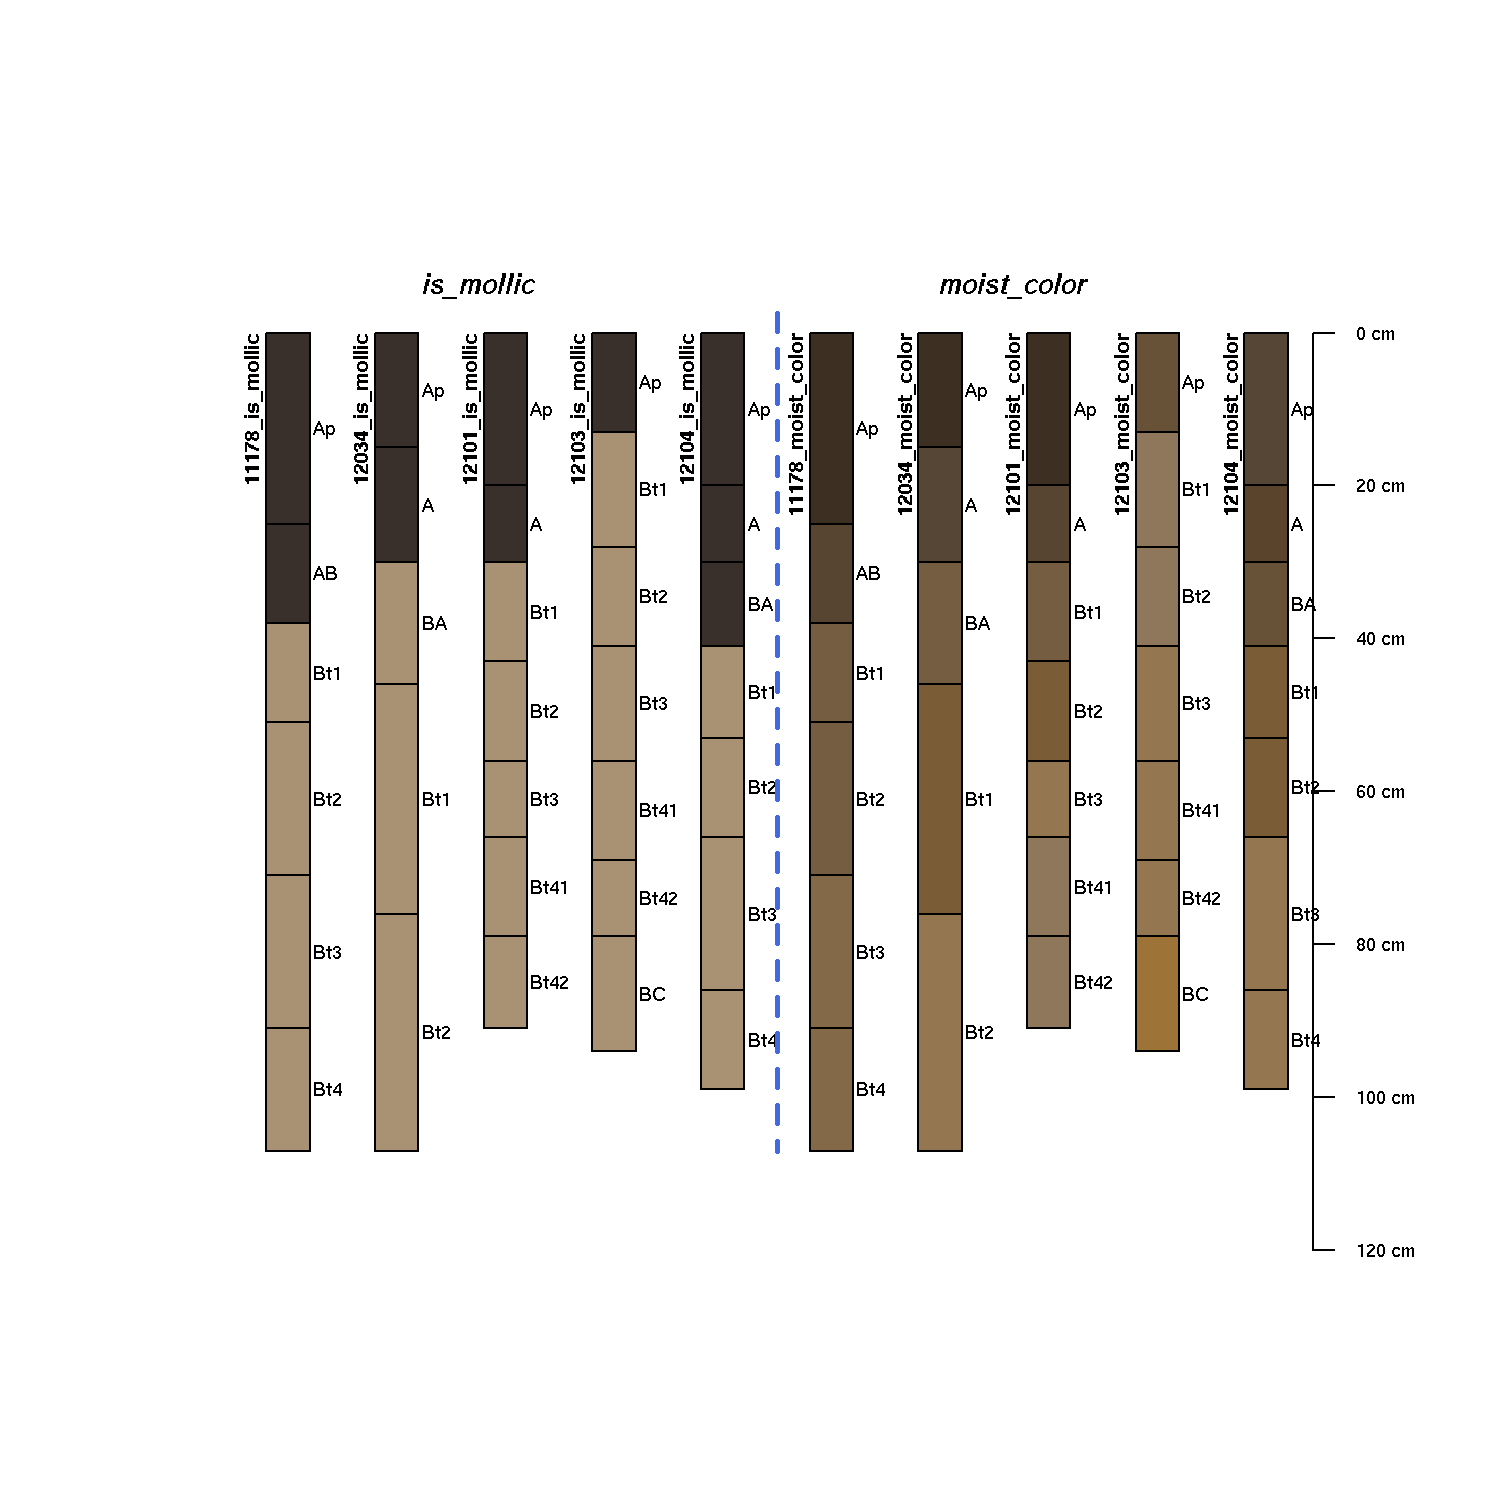 is_mollic
moist_color
11178_is_mollic
Ap
AB
Bt1
Bt2
Bt3
Bt4
12034_is_mollic
Ap
A
BA
Bt1
Bt2
12101_is_mollic
Ap
A
Bt1
Bt2
Bt3
Bt41
Bt42
12103_is_mollic
Ap
Bt1
Bt2
Bt3
Bt41
Bt42
BC
12104_is_mollic
Ap
A
BA
Bt1
Bt2
Bt3
Bt4
11178_moist_color
Ap
AB
Bt1
Bt2
Bt3
Bt4
12034_moist_color
Ap
A
BA
Bt1
Bt2
12101_moist_color
Ap
A
Bt1
Bt2
Bt3
Bt41
Bt42
12103_moist_color
Ap
Bt1
Bt2
Bt3
Bt41
Bt42
BC
12104_moist_color
Ap
A
BA
Bt1
Bt2
Bt3
Bt4
0 cm
20 cm
40 cm
60 cm
80 cm
100 cm
120 cm